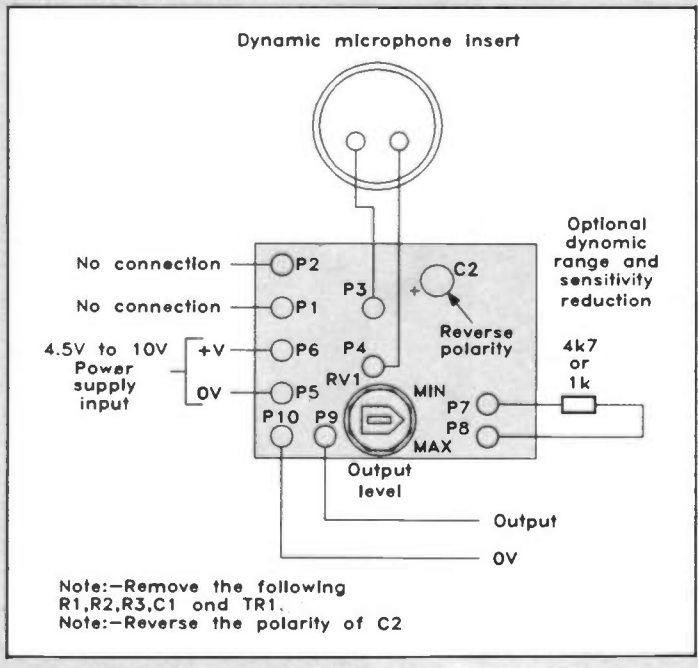 Dynamic microphone insert
Optional
dynamic
range and
sensitivity
reduction
No connection
P2
C2
No connection
P1
P3
+
Reverse
polarity
4.5V to 10V
Power
supply
input
+V
P6
P4
4k7
or
1k
RV1
MIN
0V
P5
P7
P10
P9
P8
MAX
Output
level
Output
0V
Note:-Remove the following
R1,R2,R3,C1 and TR1.
Note:-Reverse the polarity of C2